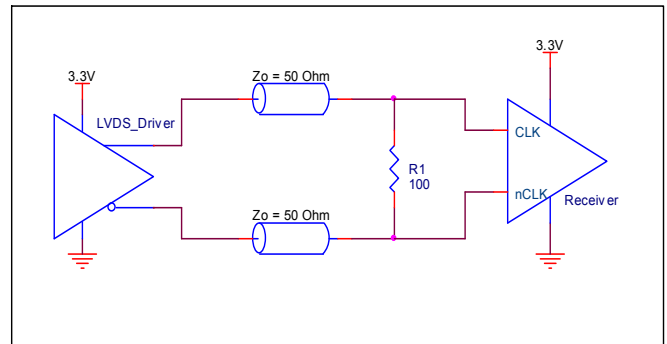 3.3V
LVDS_Driver
Zo = 50 Ohm
Zo = 50 Ohm
R1
100
3.3V
CLK
nCLK
Receiver